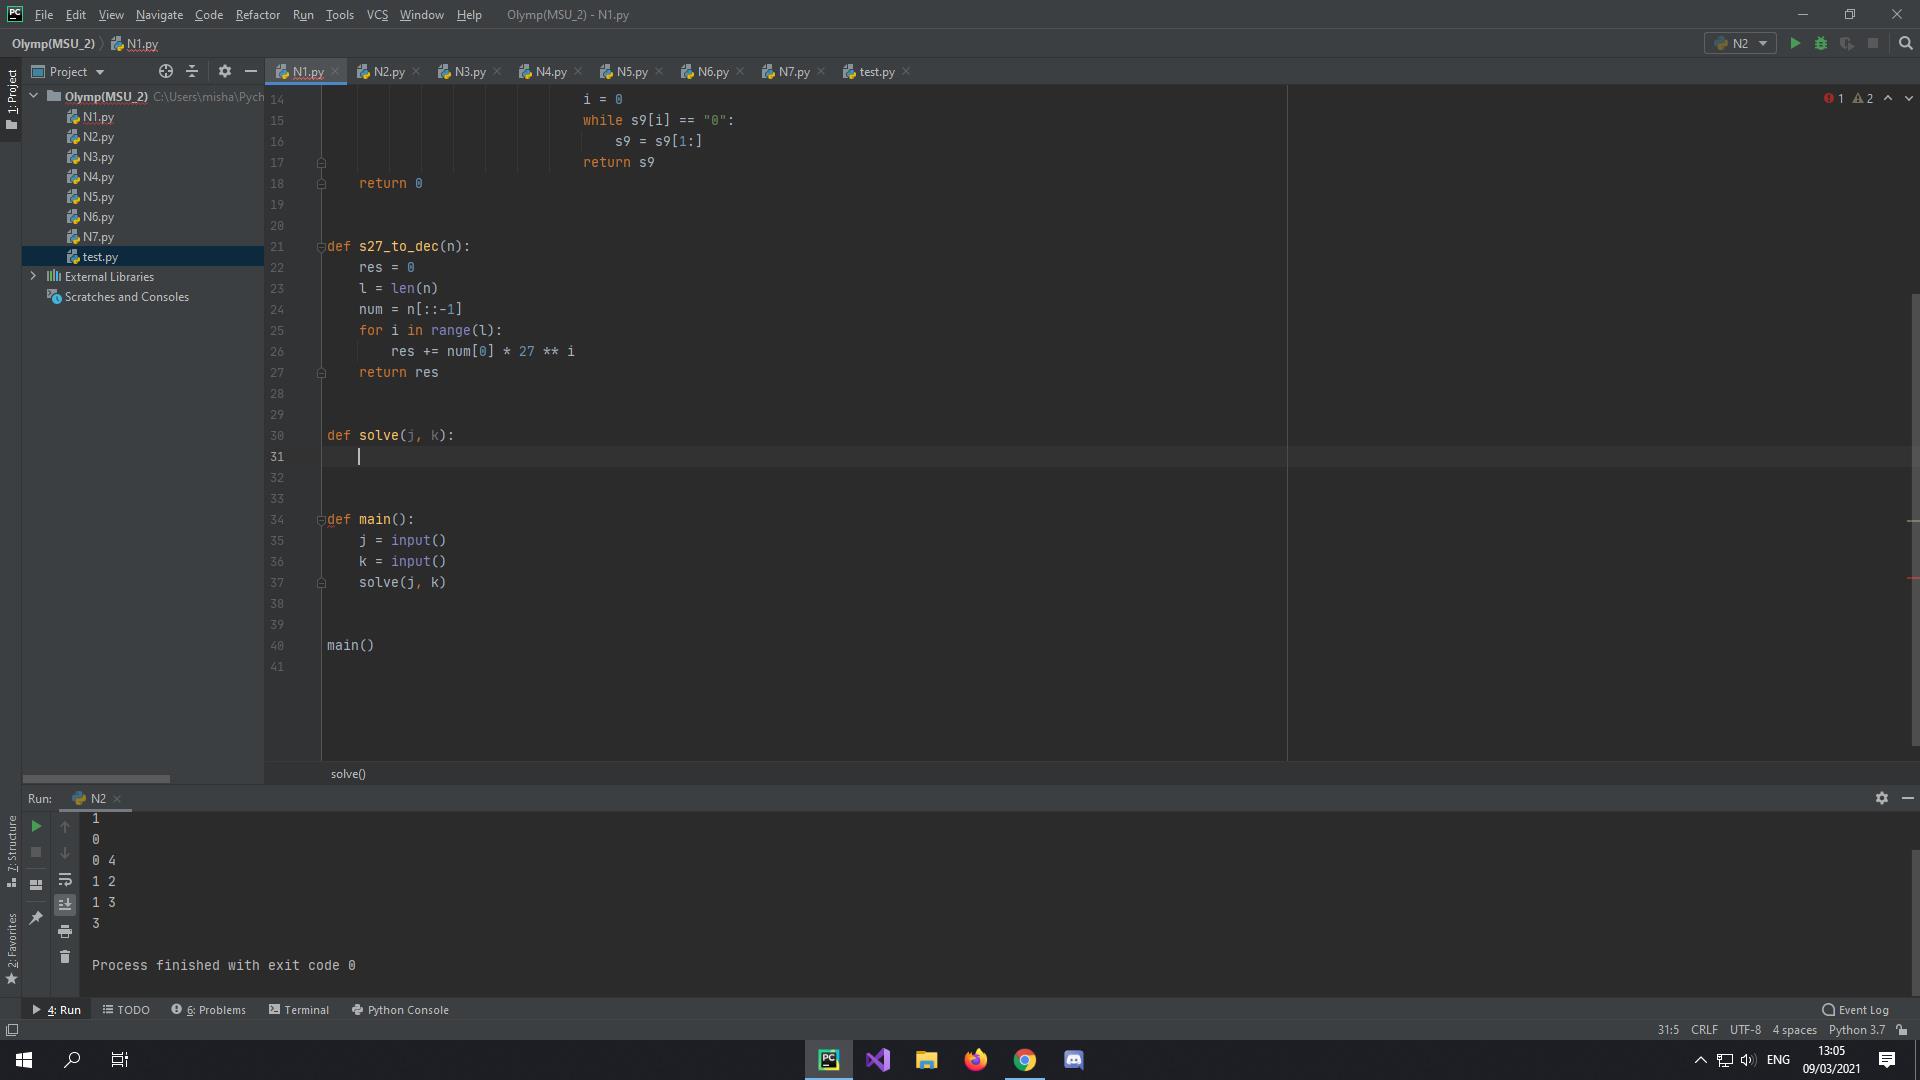 PC File Edit View Navigate Code Refactor Run Tools VCS Window Help Olymp(MSU_2) - N1.py
Olymp(MSU_2) N1.py N2
1: Project
Project N1.py N2.py N3.py N4.py N5.py N6.py N7.py test.py
Olymp(MSU_2) C:\Users\misha\Pych
N1.py
N2.py
N3.py
N4.py
N5.py
N6.py
N7.py
test.py
External Libraries
Scratches and Consoles
1 2
14 i = 0
15 while s9[i] == "0":
16 s9 = s9[1:]
17 return s9
18 return 0
19
20
21 def s27_to_dec(n):
22 res = 0
23 l = len(n)
24 num = n[::-1]
25 for i in range(l):
26 res += num[0] * 27 ** i
27 return res
28
29
30 def solve(j, k):
31
32
33
34 def main():
35 j = input()
36 k = input()
37 solve(j, k)
38
39
40 main()
41
solve()
Run: N2
7: Structure
2: Favorites
1
0
0 4
1 2
1 3
3
Process finished with exit code 0
4: Run TODO 6: Problems Terminal Python Console Event Log
31:5 CRLF UTF-8 4 spaces Python 3.7
PC ENG 13:05
09/03/2021